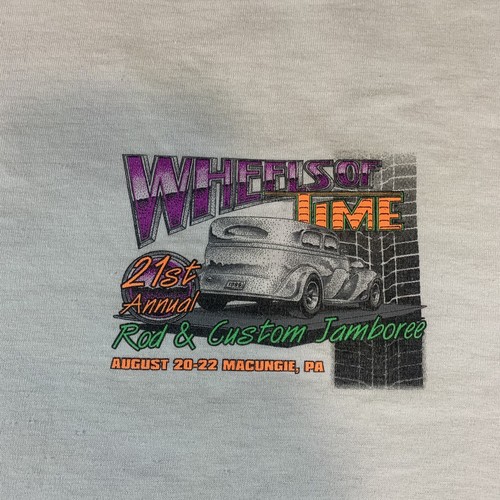 WHEELS OF
TIME
21st
Annual
Rod & Custom Jamboree
AUGUST 20-22 MACUNGIE, PA